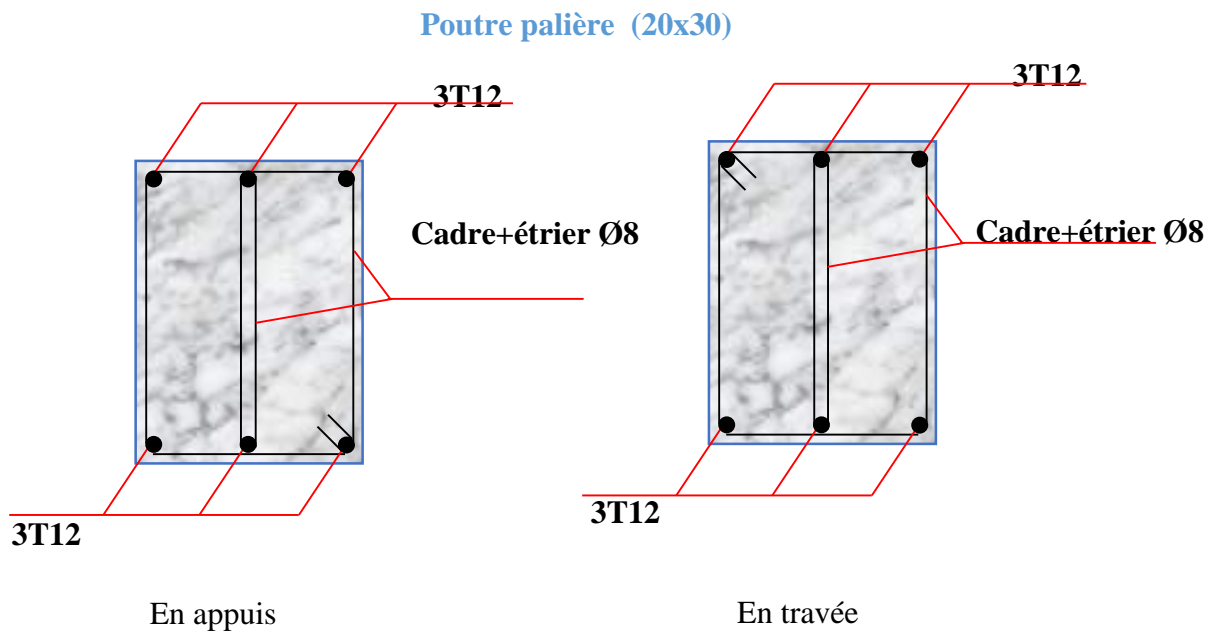 Poutre palière (20x30)
3T12
3T12
Cadre+étrier Ø8
Cadre+étrier Ø8
3T12
3T12
En appuis
En travée